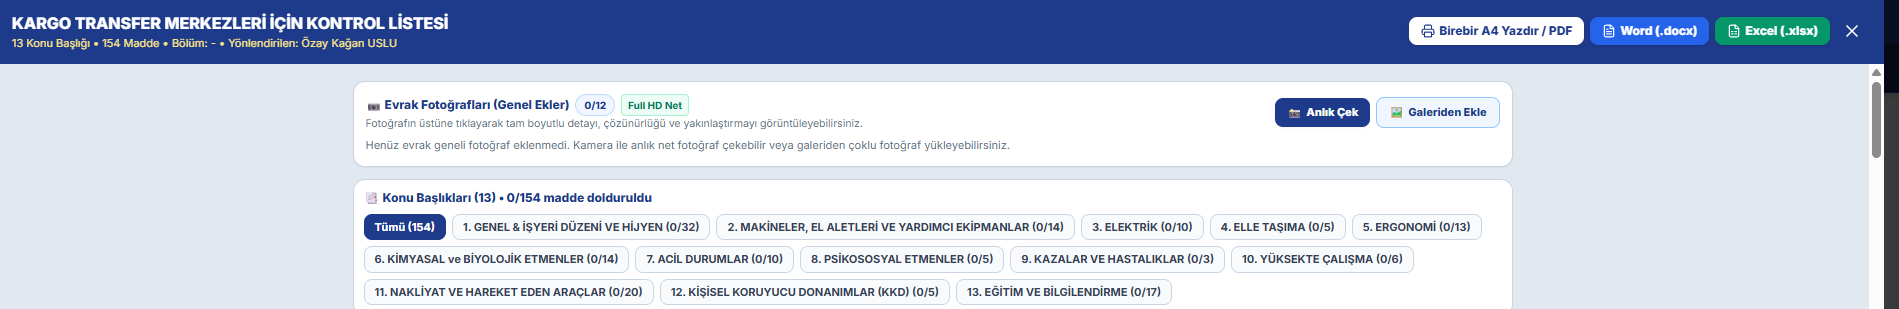 KARGO TRANSFER MERKEZLERİ İÇİN KONTROL LİSTESİ
13 Konu Başlığı • 154 Madde • Bölüm: - • Yönlendirilen: Özay Kağan USLU
Birebir A4 Yazdır / PDF
Word (.docx)
Excel (.xlsx)
Evrak Fotoğrafları (Genel Ekler) 0/12 Full HD Net
Fotoğrafın üstüne tıklayarak tam boyutlu detayı, çözünürlüğü ve yakınlaştırmayı görüntüleyebilirsiniz.
Anlık Çek
Galeriden Ekle
Henüz evrak geneli fotoğraf eklenmedi. Kamera ile anlık net fotoğraf çekebilir veya galeriden çoklu fotoğraf yükleyebilirsiniz.
Konu Başlıkları (13) • 0/154 madde dolduruldu
Tümü (154) 1. GENEL & İŞYERİ DÜZENİ VE HİJYEN (0/32) 2. MAKİNELER, EL ALETLERİ VE YARDIMCI EKİPMANLAR (0/14) 3. ELEKTRİK (0/10) 4. ELLE TAŞIMA (0/5) 5. ERGONOMİ (0/13)
6. KİMYASAL ve BİYOLOJİK ETMENLER (0/14) 7. ACİL DURUMLAR (0/10) 8. PSİKOSOSYAL ETMENLER (0/5) 9. KAZALAR VE HASTALIKLAR (0/3) 10. YÜKSEKTE ÇALIŞMA (0/6)
11. NAKLİYAT VE HAREKET EDEN ARAÇLAR (0/20) 12. KİŞİSEL KORUYUCU DONANIMLAR (KKD) (0/5) 13. EĞİTİM VE BİLGİLENDİRME (0/17)